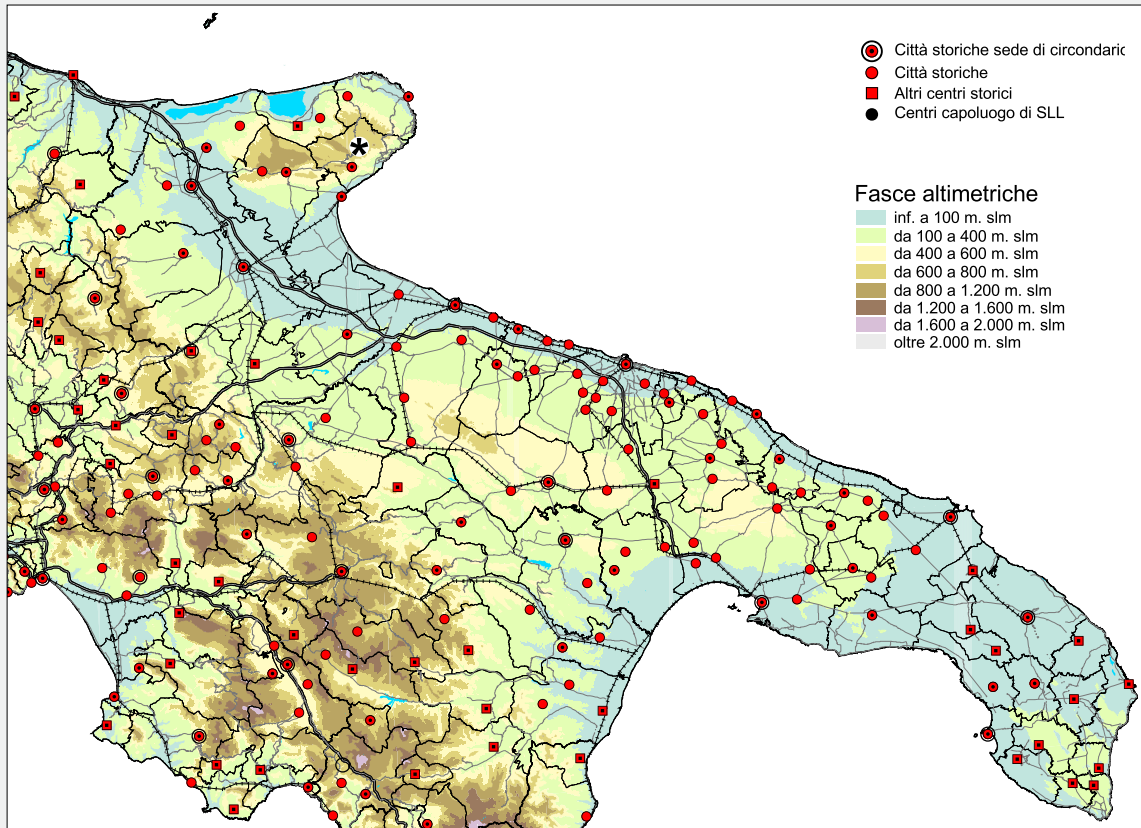 Città storiche sede di circondaric
Città storiche
Altri centri storici
Centri capoluogo di SLL
Fasce altimetriche
inf. a 100 m. slm
da 100 a 400 m. slm
da 400 a 600 m. slm
da 600 a 800 m. slm
da 800 a 1.200 m. slm
da 1.200 a 1.600 m. slm
da 1.600 a 2.000 m. slm
oltre 2.000 m. slm
*